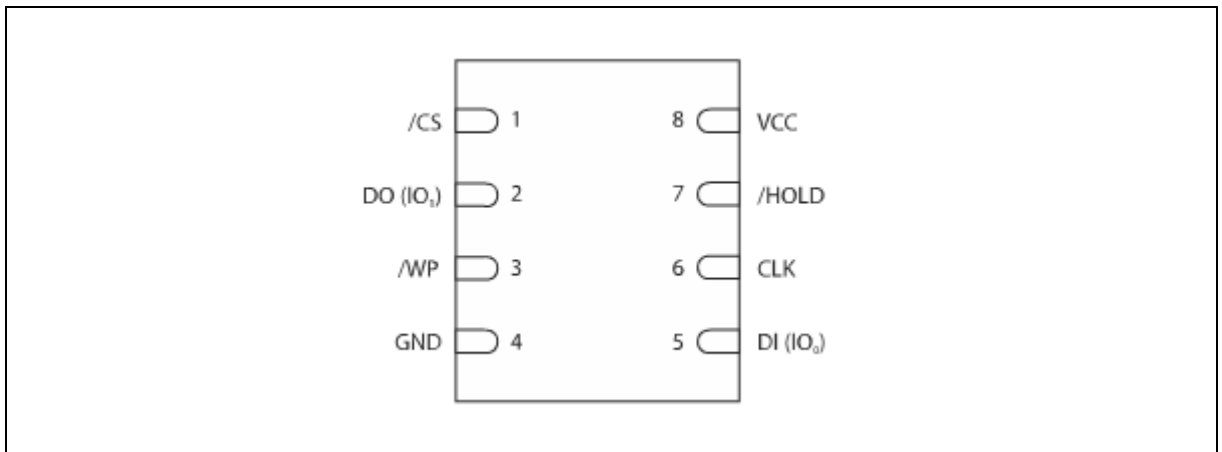 /CS 1 8 VCC
DO (IO₁) 2 7 /HOLD
/WP 3 6 CLK
GND 4 5 DI (IO₀)